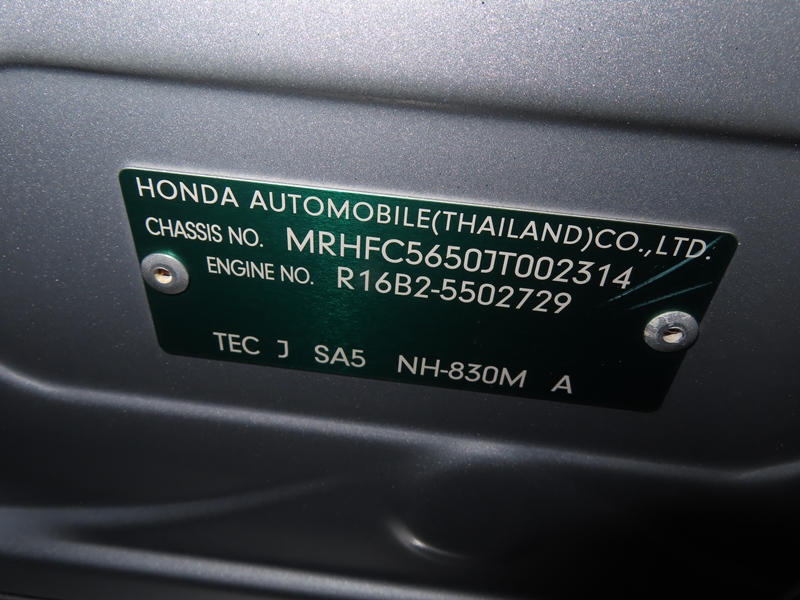 HONDA AUTOMOBILE(THAILAND)CO.,LTD.
CHASSIS NO. MRHFC5650JT002314
ENGINE NO. R16B2-5502729
TEC J SA5 NH-830M A